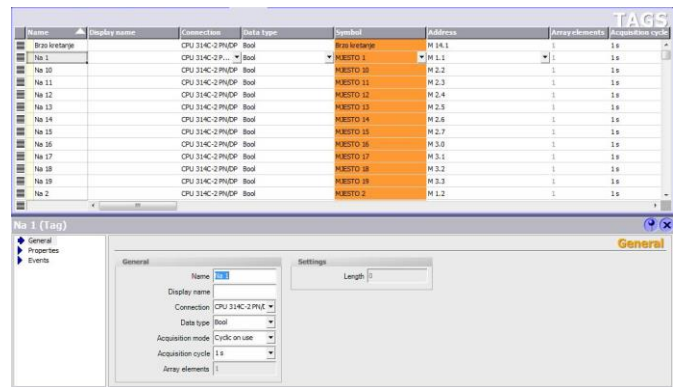 TAGS
Name Display name Connection Data type Symbol Address Array elements Acquisition cycle
Brzo kretanje CPU 314C-2 PN/DP Bool Brzo kretanje M 14.1 1 1 s
Na 1 CPU 314C-2 P... Bool MJESTO 1 M 1.1 1 1 s
Na 10 CPU 314C-2 PN/DP Bool MJESTO 10 M 2.2 1 1 s
Na 11 CPU 314C-2 PN/DP Bool MJESTO 11 M 2.3 1 1 s
Na 12 CPU 314C-2 PN/DP Bool MJESTO 12 M 2.4 1 1 s
Na 13 CPU 314C-2 PN/DP Bool MJESTO 13 M 2.5 1 1 s
Na 14 CPU 314C-2 PN/DP Bool MJESTO 14 M 2.6 1 1 s
Na 15 CPU 314C-2 PN/DP Bool MJESTO 15 M 2.7 1 1 s
Na 16 CPU 314C-2 PN/DP Bool MJESTO 16 M 3.0 1 1 s
Na 17 CPU 314C-2 PN/DP Bool MJESTO 17 M 3.1 1 1 s
Na 18 CPU 314C-2 PN/DP Bool MJESTO 18 M 3.2 1 1 s
Na 19 CPU 314C-2 PN/DP Bool MJESTO 19 M 3.3 1 1 s
Na 2 CPU 314C-2 PN/DP Bool MJESTO 2 M 1.2 1 1 s
Na 1 (Tag)
General
Properties
Events
General
General
Name Na 1
Display name
Connection CPU 314C-2 PN/D
Data type Bool
Acquisition mode Cyclic on use
Acquisition cycle 1 s
Array elements 1
Settings
Length 0